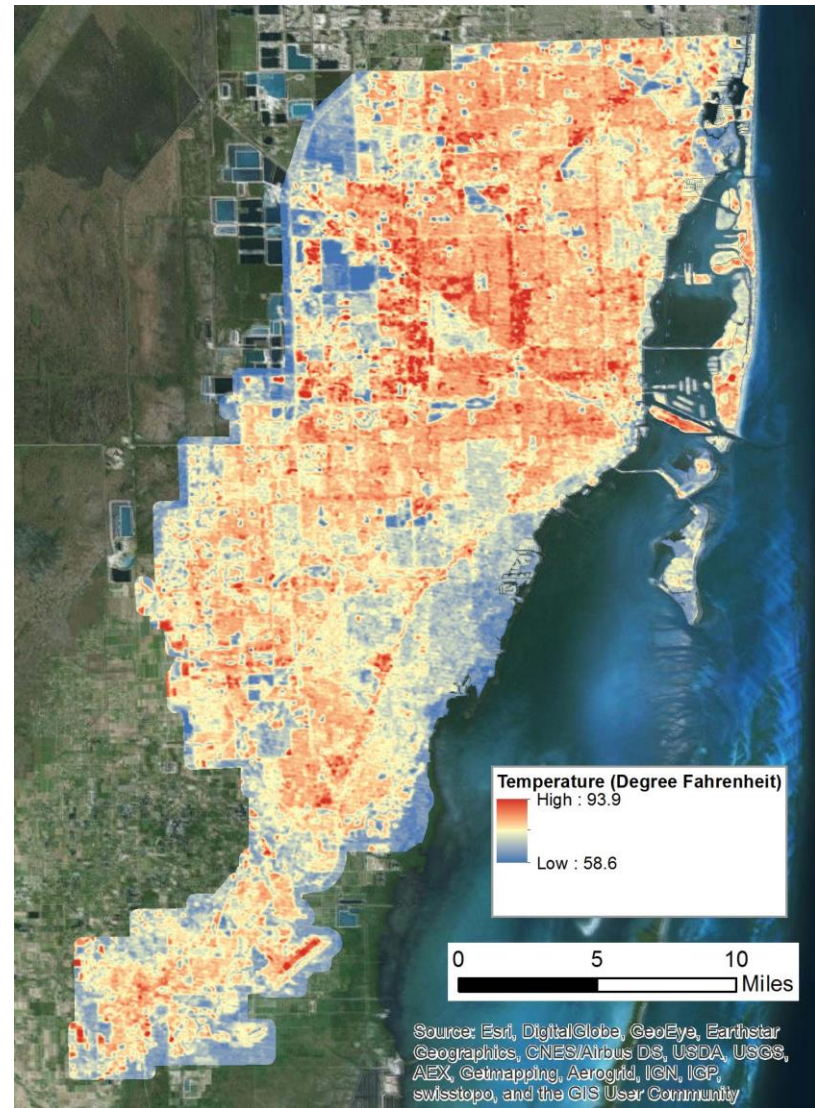 Temperature (Degree Fahrenheit)
High : 93.9
Low : 58.6
0 5 10
Miles
Source: Esri, DigitalGlobe, GeoEye, Earthstar
Geographics, CNES/Airbus DS, USDA, USGS,
AEX, Getmapping, Aerogrid, IGN, IGP,
swisstopo, and the GIS User Community